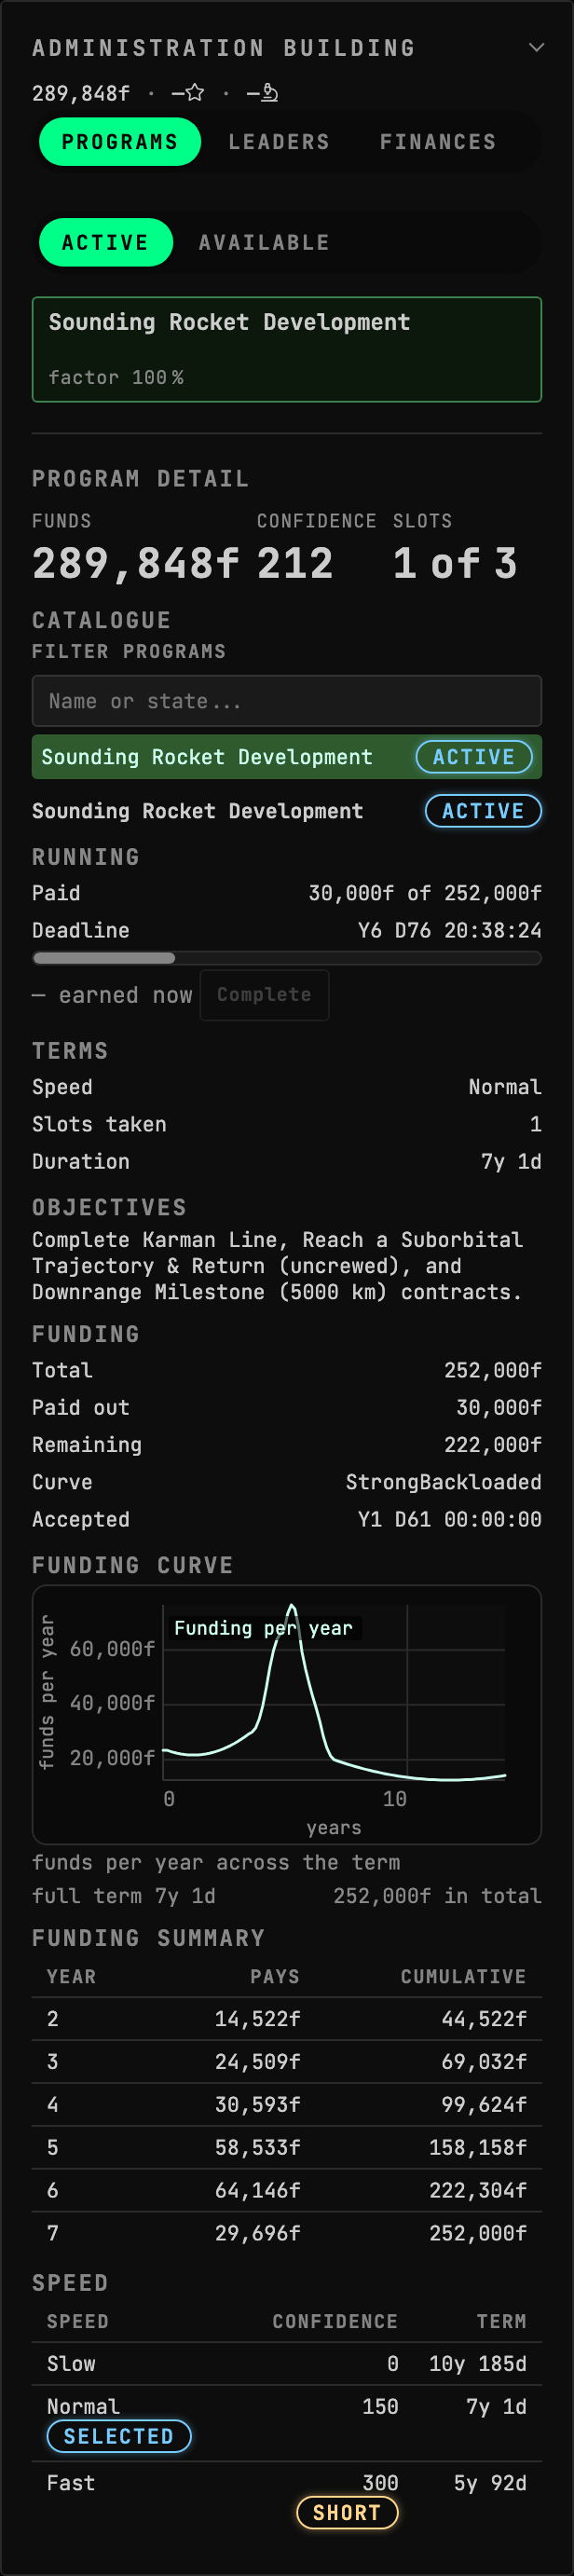 ADMINISTRATION BUILDING
289,848f · —☆ · —
PROGRAMS LEADERS FINANCES
ACTIVE AVAILABLE
Sounding Rocket Development
factor 100%
PROGRAM DETAIL
FUNDS CONFIDENCE SLOTS
289,848f 212 1 of 3
CATALOGUE
FILTER PROGRAMS
Name or state...
Sounding Rocket Development ACTIVE
Sounding Rocket Development ACTIVE
RUNNING
Paid 30,000f of 252,000f
Deadline Y6 D76 20:38:24
— earned now Complete
TERMS
Speed Normal
Slots taken 1
Duration 7y 1d
OBJECTIVES
Complete Karman Line, Reach a Suborbital
Trajectory & Return (uncrewed), and
Downrange Milestone (5000 km) contracts.
FUNDING
Total 252,000f
Paid out 30,000f
Remaining 222,000f
Curve StrongBackloaded
Accepted Y1 D61 00:00:00
FUNDING CURVE
Funding per year
funds per year
60,000f
40,000f
20,000f
0 10
years
funds per year across the term
full term 7y 1d 252,000f in total
FUNDING SUMMARY
YEAR PAYS CUMULATIVE
2 14,522f 44,522f
3 24,509f 69,032f
4 30,593f 99,624f
5 58,533f 158,158f
6 64,146f 222,304f
7 29,696f 252,000f
SPEED
SPEED CONFIDENCE TERM
Slow 0 10y 185d
Normal 150 7y 1d
SELECTED
Fast 300 5y 92d
SHORT